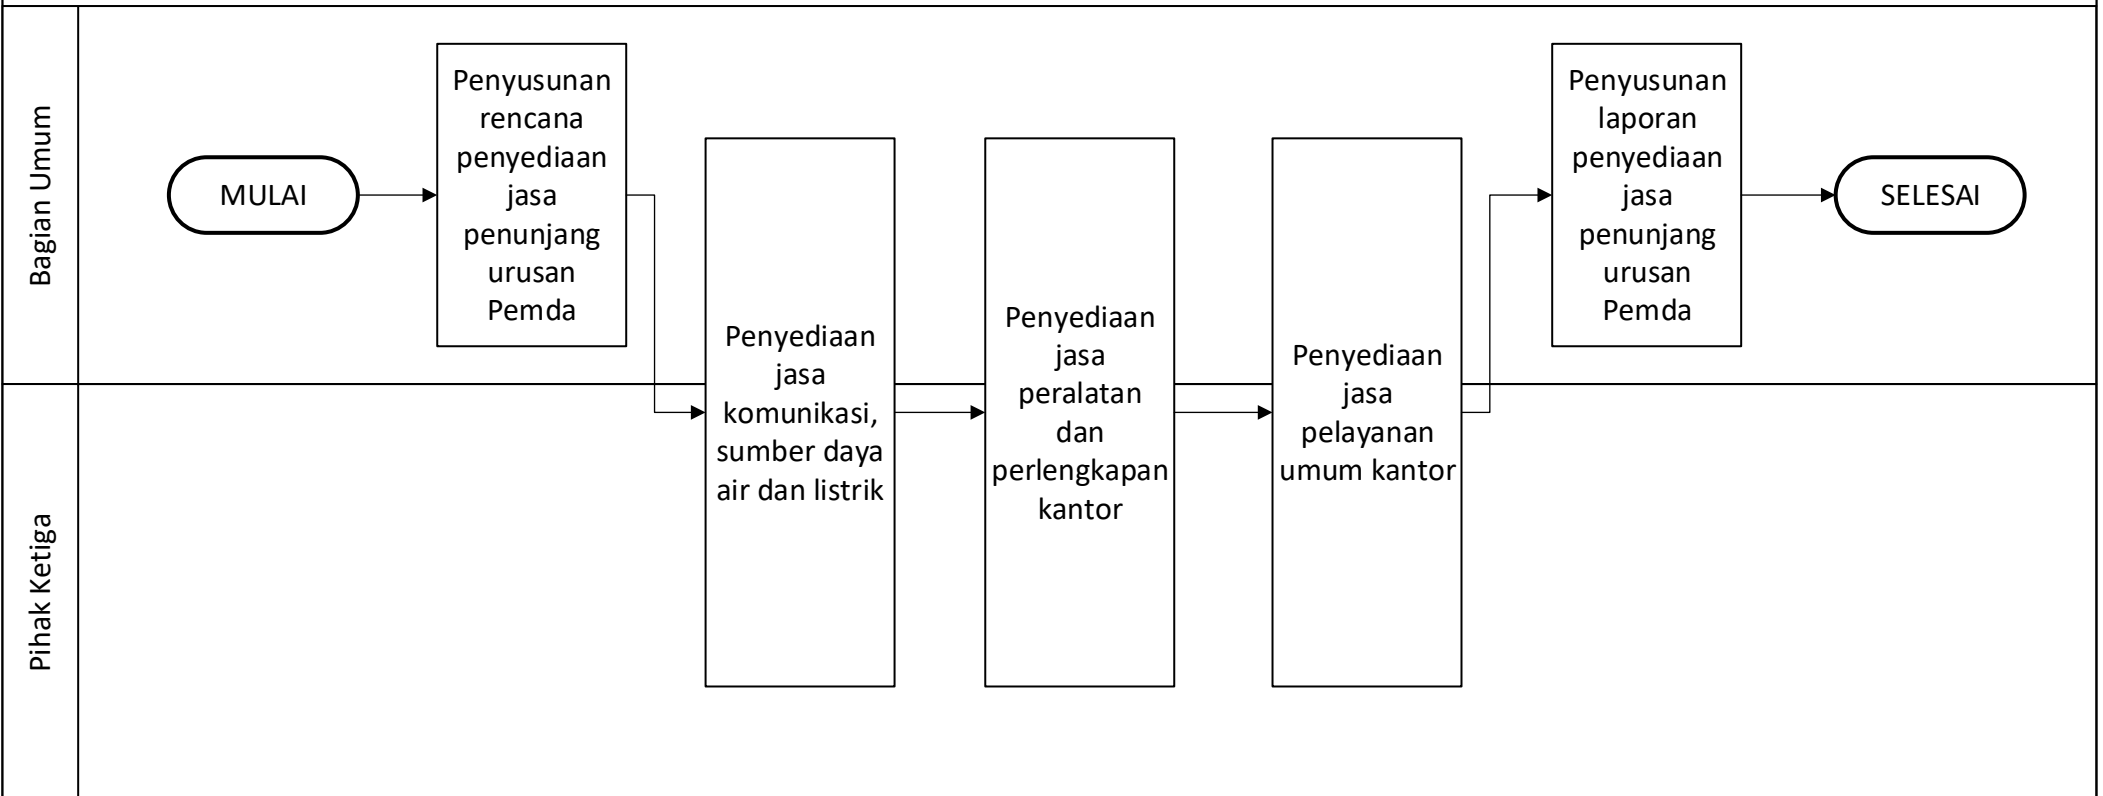 Bagian Umum
MULAI
Penyusunan
rencana
penyediaan
jasa
penunjang
urusan
Pemda
Penyediaan
jasa
komunikasi,
sumber daya
air dan listrik
Penyediaan
jasa
peralatan
dan
perlengkapan
kantor
Penyediaan
jasa
pelayanan
umum kantor
Penyusunan
laporan
penyediaan
jasa
penunjang
urusan
Pemda
SELESAI
Pihak Ketiga